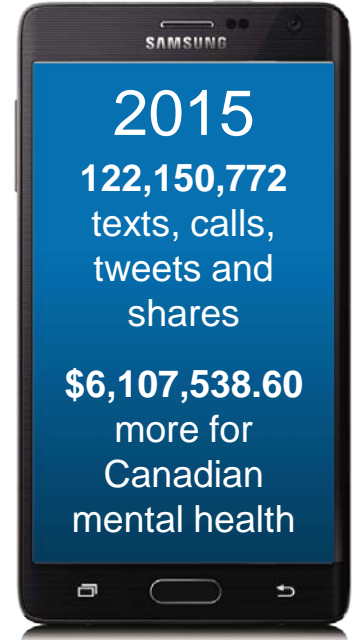 SAMSUNG
2015
122,150,772
texts, calls,
tweets and
shares
$6,107,538.60
more for
Canadian
mental health